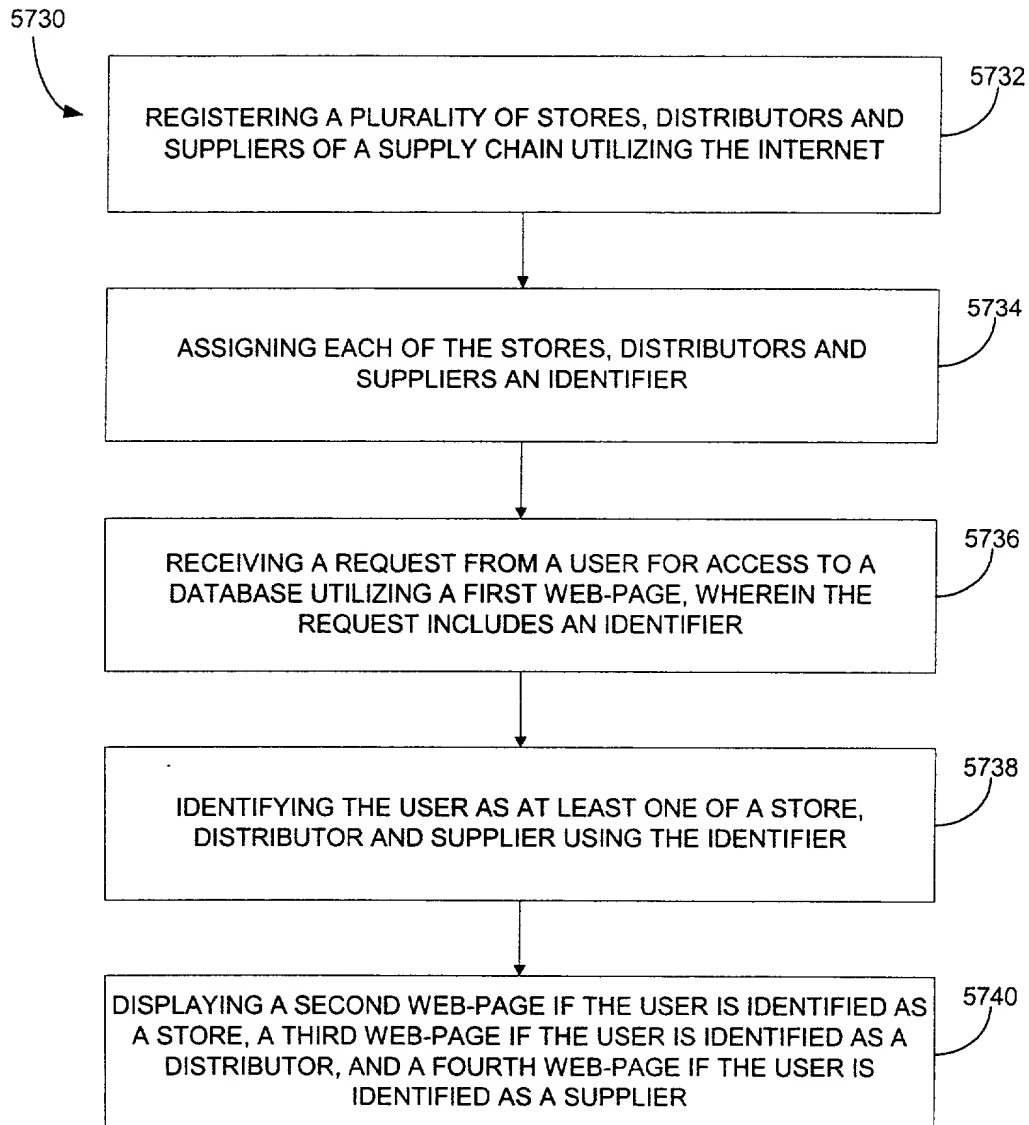 5730
5732
REGISTERING A PLURALITY OF STORES, DISTRIBUTORS AND
SUPPLIERS OF A SUPPLY CHAIN UTILIZING THE INTERNET
5734
ASSIGNING EACH OF THE STORES, DISTRIBUTORS AND
SUPPLIERS AN IDENTIFIER
5736
RECEIVING A REQUEST FROM A USER FOR ACCESS TO A
DATABASE UTILIZING A FIRST WEB-PAGE, WHEREIN THE
REQUEST INCLUDES AN IDENTIFIER
5738
IDENTIFYING THE USER AS AT LEAST ONE OF A STORE,
DISTRIBUTOR AND SUPPLIER USING THE IDENTIFIER
5740
DISPLAYING A SECOND WEB-PAGE IF THE USER IS IDENTIFIED AS
A STORE, A THIRD WEB-PAGE IF THE USER IS IDENTIFIED AS A
DISTRIBUTOR, AND A FOURTH WEB-PAGE IF THE USER IS
IDENTIFIED AS A SUPPLIER